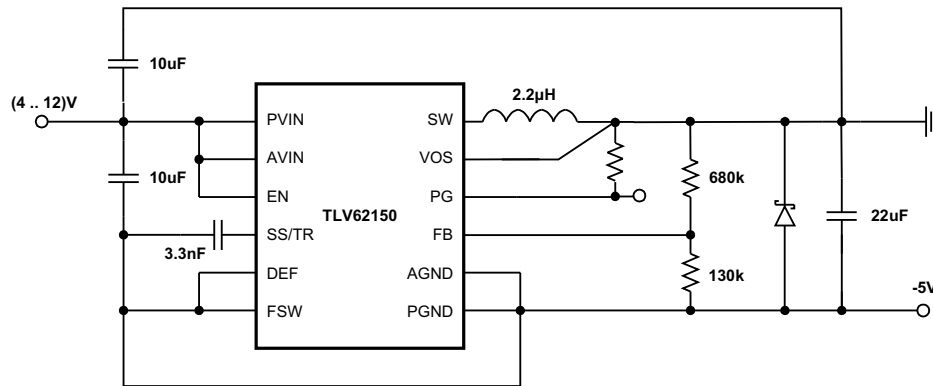 10uF
(4 .. 12)V
2.2µH
PVIN
SW
AVIN
VOS
10uF
680k
EN
PG
TLV62150
22uF
3.3nF
SS/TR
FB
DEF
AGND
130k
-5V
FSW
PGND